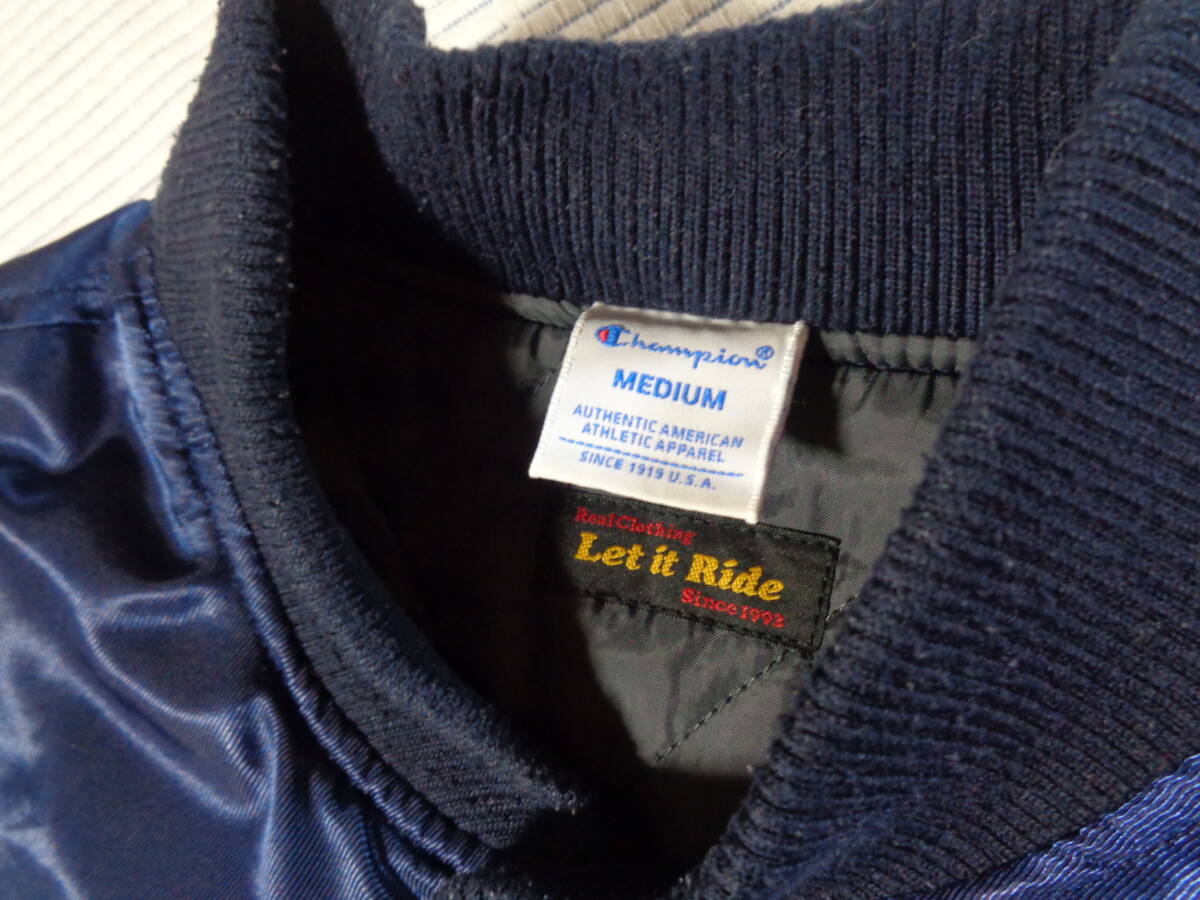 Champion®
MEDIUM
AUTHENTIC AMERICAN
ATHLETIC APPAREL
SINCE 1919 U.S.A.
Real Clothing
Let it Ride
Since 1992